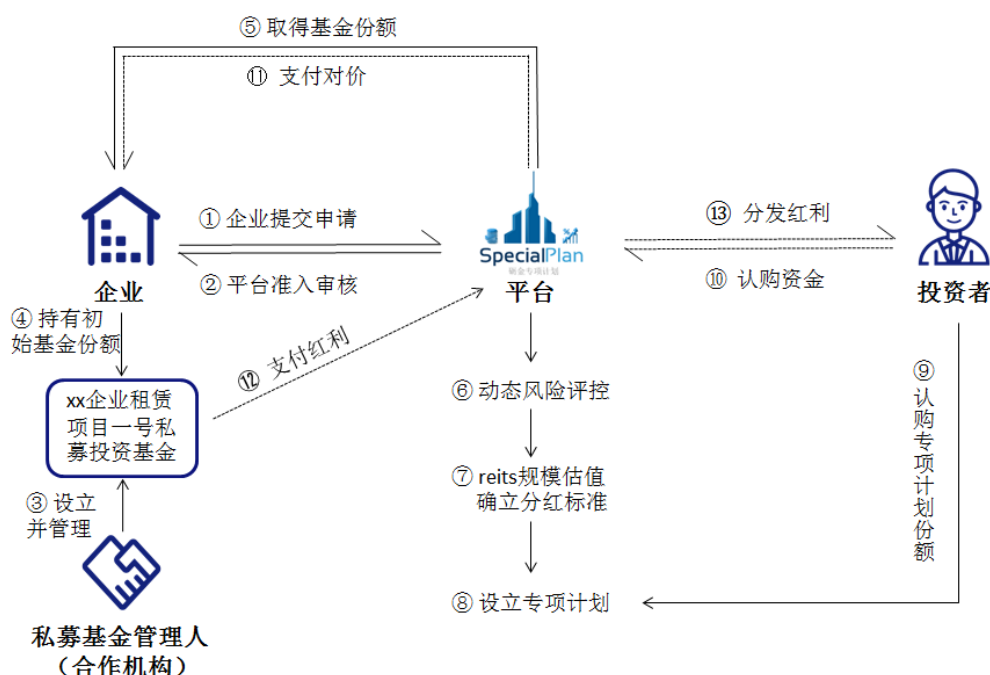 ⑤ 取得基金份额
⑪ 支付对价
① 企业提交申请
② 平台准入审核
企业
SpecialPlan
硕金专项计划
平台
⑬ 分发红利
⑩ 认购资金
投资者
④ 持有初
始基金份额
⑫ 支付红利
xx企业租赁
项目一号私
募投资基金
③ 设立
并管理
私募基金管理人
（合作机构）
⑥ 动态风险评控
⑦ reits规模估值
确立分红标准
⑧ 设立专项计划
⑨认购专项计划份额